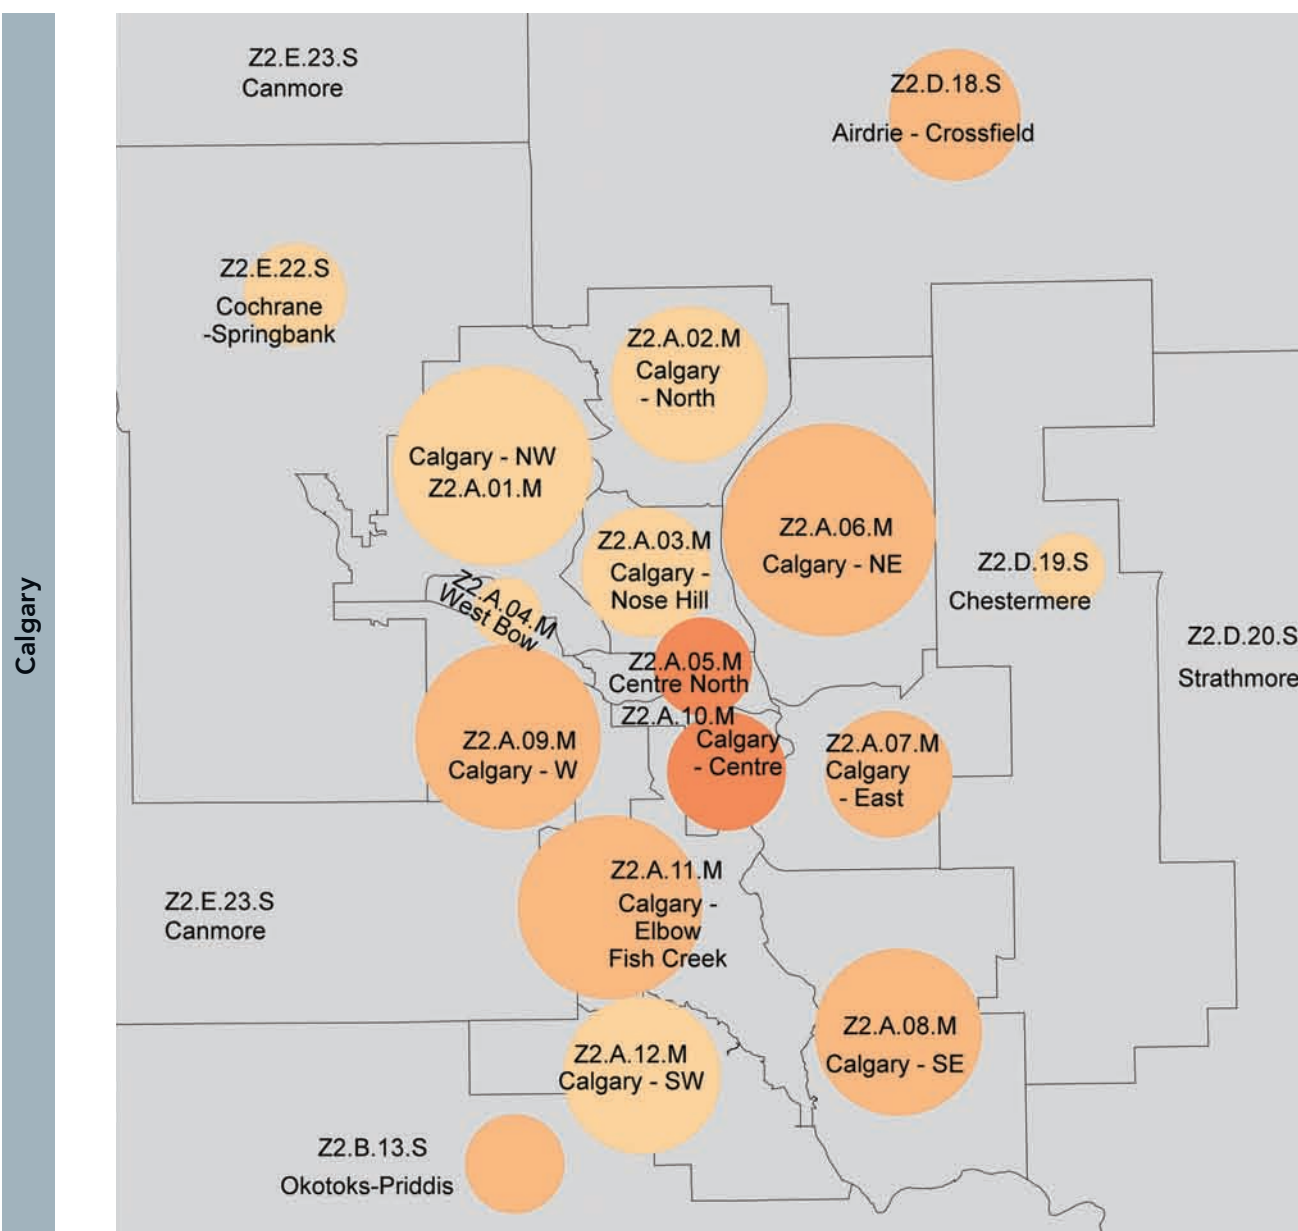 Calgary
Z2.E.23.S
Canmore
Z2.D.18.S
Airdrie - Crossfield
Z2.E.22.S
Cochrane
-Springbank
Z2.A.02.M
Calgary
- North
Calgary - NW
Z2.A.01.M
Z2.A.03.M
Calgary -
Nose Hill
Z2.A.06.M
Calgary - NE
Z2.D.19.S
Chestermere
Z2.A.04.M
West Bow
Z2.D.20.S
Strathmore
Z2.A.05.M
Centre North
Z2.A.10.M
Calgary
- Centre
Z2.A.09.M
Calgary - W
Z2.A.07.M
Calgary
- East
Z2.A.11.M
Calgary -
Elbow
Fish Creek
Z2.E.23.S
Canmore
Z2.A.08.M
Calgary - SE
Z2.A.12.M
Calgary - SW
Z2.B.13.S
Okotoks-Priddis